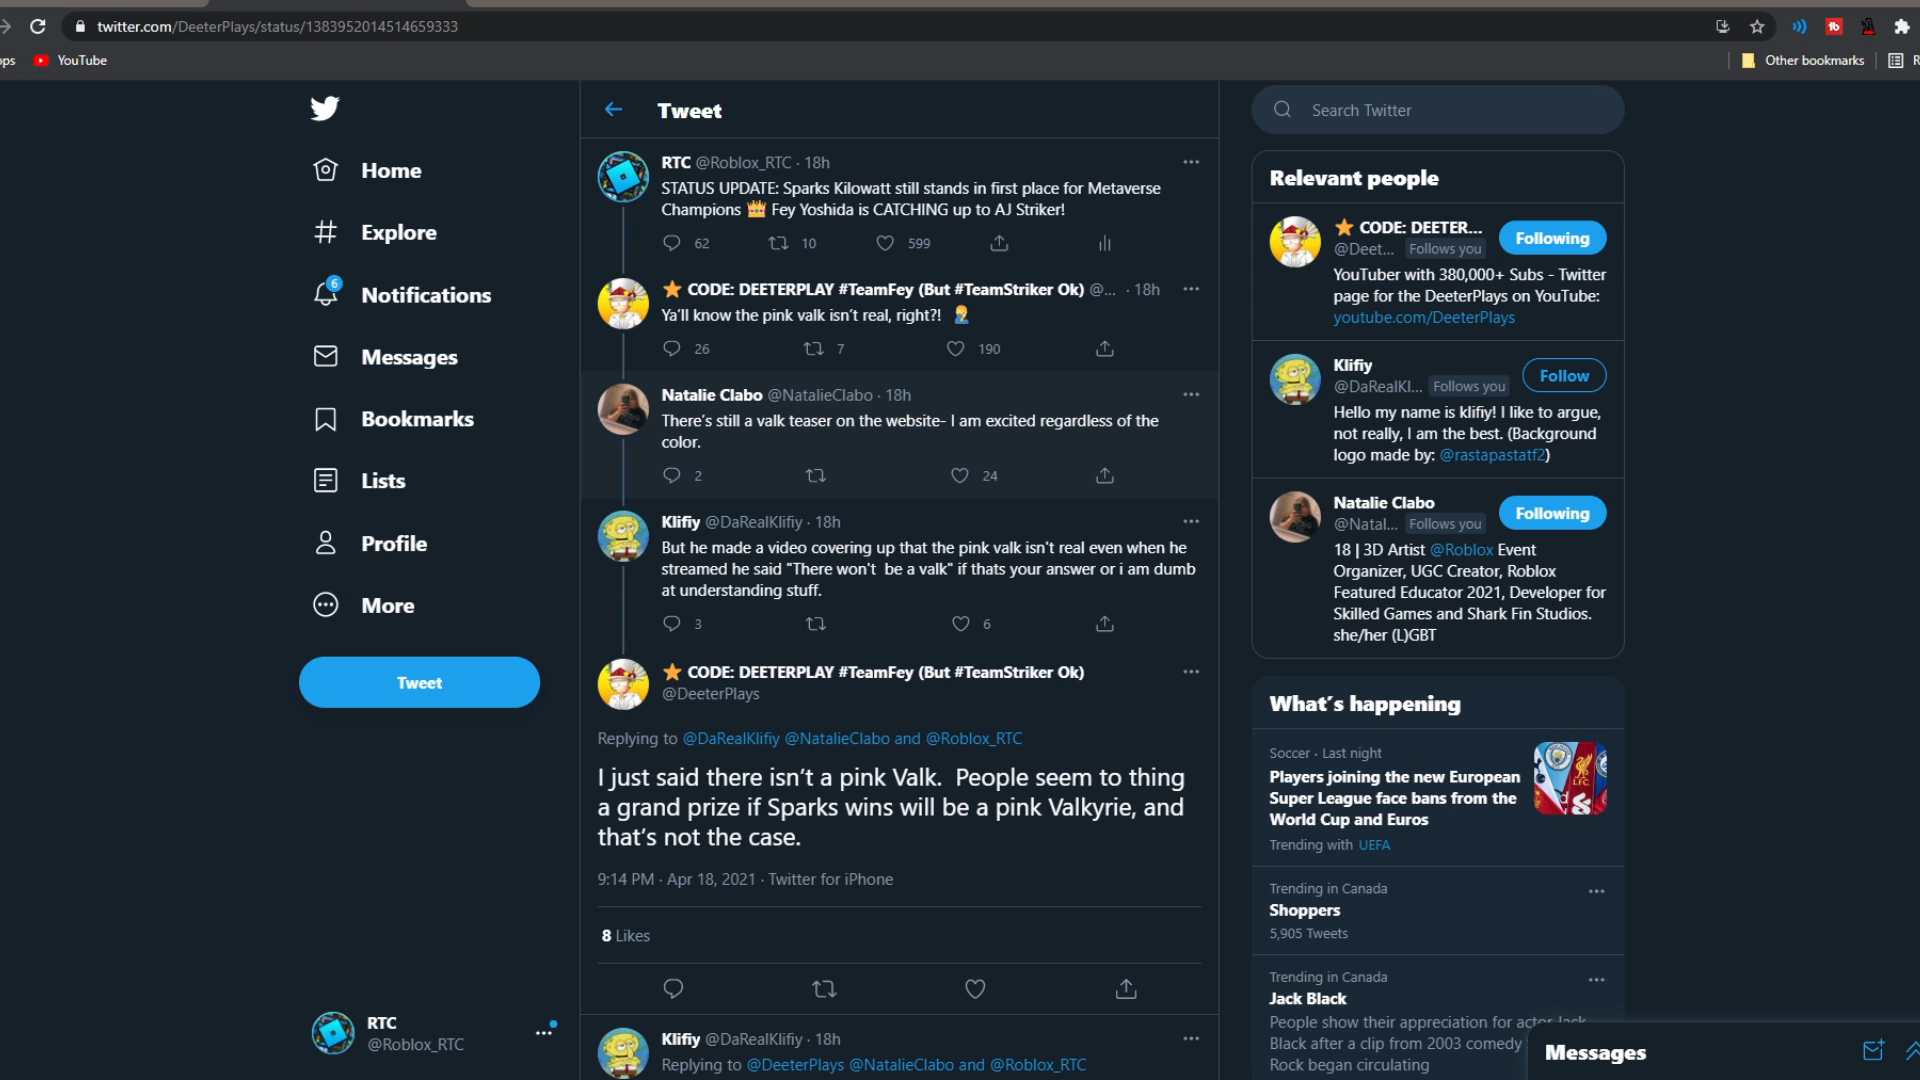 twitter.com/DeeterPlays/status/1383952014514659333
YouTube
Other bookmarks
Home
Explore
6
Notifications
Messages
Bookmarks
Lists
Profile
More
Tweet
RTC
@Roblox_RTC
Tweet
RTC @Roblox_RTC · 18h
STATUS UPDATE: Sparks Kilowatt still stands in first place for Metaverse
Champions 👑 Fey Yoshida is CATCHING up to AJ Striker!
62 10 599
⭐ CODE: DEETERPLAY #TeamFey (But #TeamStriker Ok) @... · 18h
Ya'll know the pink valk isn't real, right?! 🤦
26 7 190
Natalie Clabo @NatalieClabo · 18h
There's still a valk teaser on the website- I am excited regardless of the
color.
2 24
Klifiy @DaRealKlifiy · 18h
But he made a video covering up that the pink valk isn't real even when he
streamed he said "There won't be a valk" if thats your answer or i am dumb
at understanding stuff.
3 6
⭐ CODE: DEETERPLAY #TeamFey (But #TeamStriker Ok)
@DeeterPlays
Replying to @DaRealKlifiy @NatalieClabo and @Roblox_RTC
I just said there isn't a pink Valk. People seem to thing
a grand prize if Sparks wins will be a pink Valkyrie, and
that's not the case.
9:14 PM · Apr 18, 2021 · Twitter for iPhone
8 Likes
Klifiy @DaRealKlifiy · 18h
Replying to @DeeterPlays @NatalieClabo and @Roblox_RTC
Search Twitter
Relevant people
⭐ CODE: DEETER...
@Deet... Follows you
Following
YouTuber with 380,000+ Subs - Twitter
page for the DeeterPlays on YouTube:
youtube.com/DeeterPlays
Klifiy
@DaRealKl... Follows you
Follow
Hello my name is klifiy! I like to argue,
not really, I am the best. (Background
logo made by: @rastapastatf2)
Natalie Clabo
@Natal... Follows you
Following
18 | 3D Artist @Roblox Event
Organizer, UGC Creator, Roblox
Featured Educator 2021, Developer for
Skilled Games and Shark Fin Studios.
she/her (L)GBT
What's happening
Soccer · Last night
Players joining the new European
Super League face bans from the
World Cup and Euros
Trending with UEFA
Trending in Canada
Shoppers
5,905 Tweets
Trending in Canada
Jack Black
People show their appreciation for actor Jack
Black after a clip from 2003 comedy
Rock began circulating
Messages